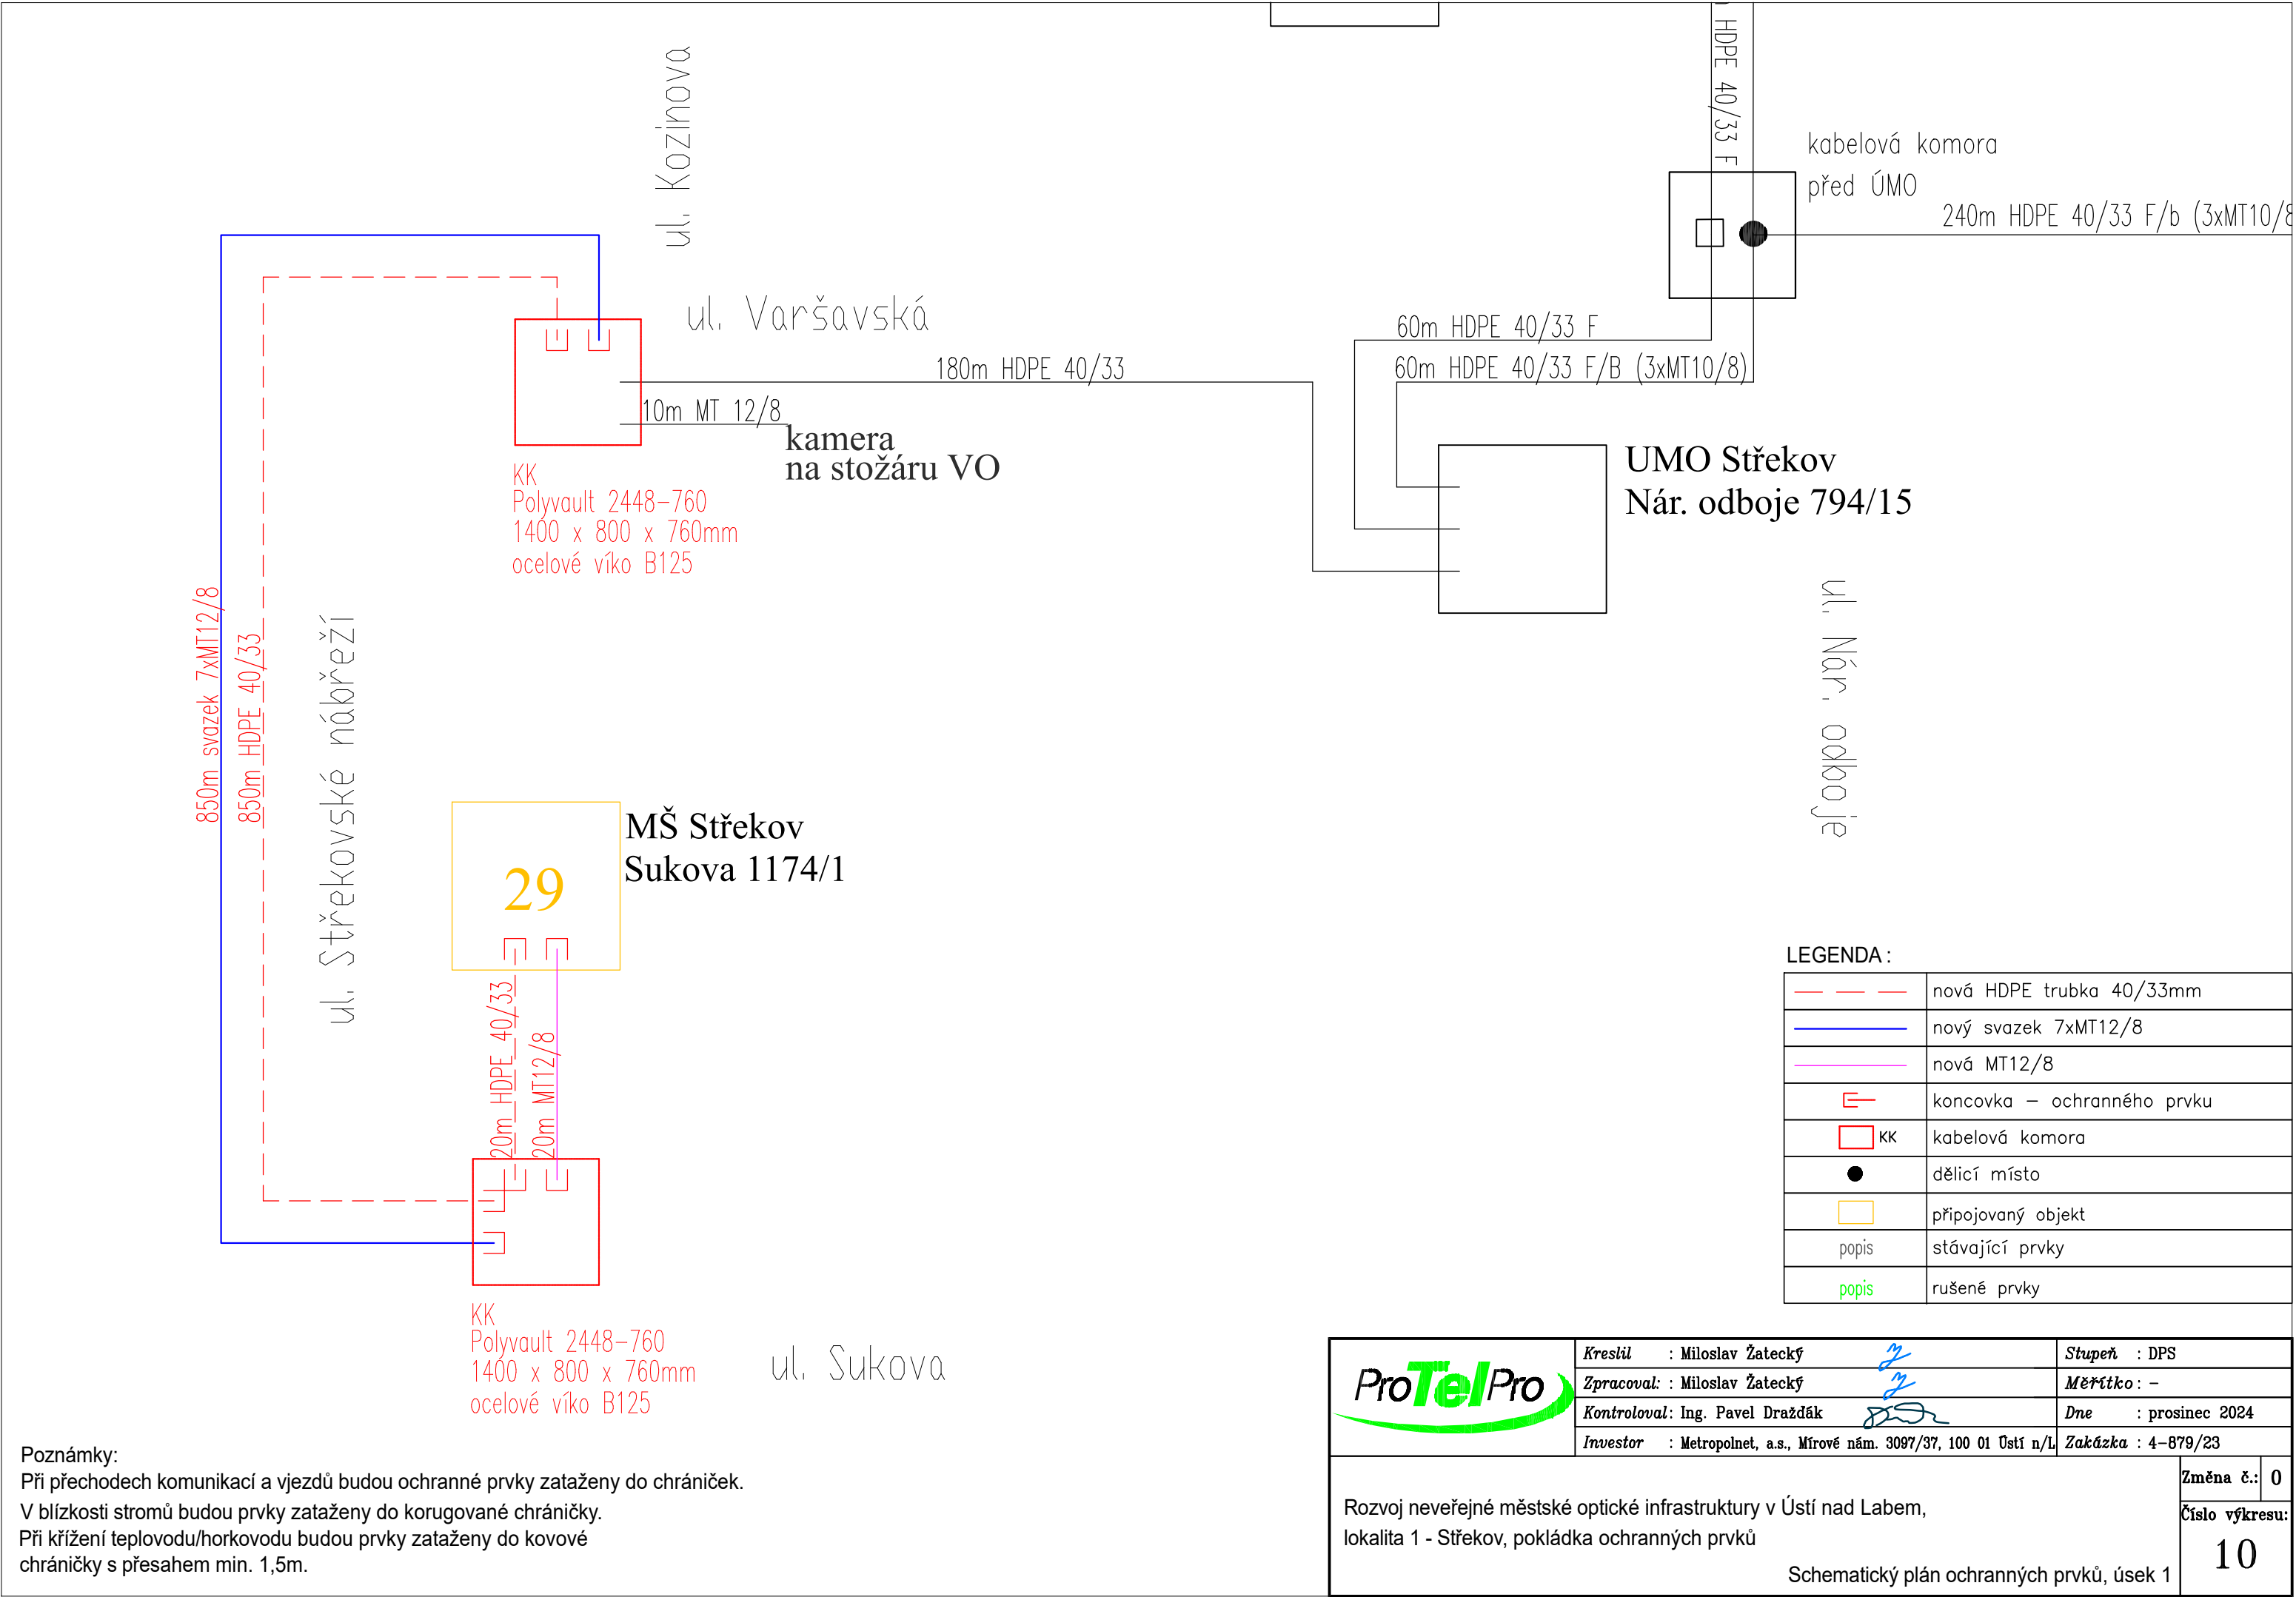 ul. Kozinova
HDPE 40/33 F
kabelová komora
před ÚMO
240m HDPE 40/33 F/b (3xMT10/8
ul. Varšavská
60m HDPE 40/33 F
60m HDPE 40/33 F/B (3xMT10/8)
180m HDPE 40/33
10m MT 12/8
kamera
na stožáru VO
UMO Střekov
Nár. odboje 794/15
KK
Polyvault 2448-760
1400 x 800 x 760mm
ocelové víko B125
850m svazek 7xMT12/8
850m HDPE 40/33
ul. Střekovské nábřeží
ul. Nár. odboje
MŠ Střekov
Sukova 1174/1
29
20m HDPE 40/33
20m MT12/8
KK
Polyvault 2448-760
1400 x 800 x 760mm
ocelové víko B125
ul. Sukova
LEGENDA :
nová HDPE trubka 40/33mm
nový svazek 7xMT12/8
nová MT12/8
koncovka - ochranného prvku
KK kabelová komora
dělicí místo
připojovaný objekt
popis stávající prvky
popis rušené prvky
Poznámky:
Při přechodech komunikací a vjezdů budou ochranné prvky zataženy do chrániček.
V blízkosti stromů budou prvky zataženy do korugované chráničky.
Při křížení teplovodu/horkovodu budou prvky zataženy do kovové
chráničky s přesahem min. 1,5m.
ProTelPro
Kreslil : Miloslav Žatecký Stupeň : DPS
Zpracoval: : Miloslav Žatecký Měřítko : -
Kontroloval: Ing. Pavel Dražďák Dne : prosinec 2024
Investor : Metropolnet, a.s., Mírové nám. 3097/37, 100 01 Ústí n/L Zakázka : 4-879/23
Změna č.: 0
Rozvoj neveřejné městské optické infrastruktury v Ústí nad Labem,
lokalita 1 - Střekov, pokládka ochranných prvků
Schematický plán ochranných prvků, úsek 1
Číslo výkresu:
10